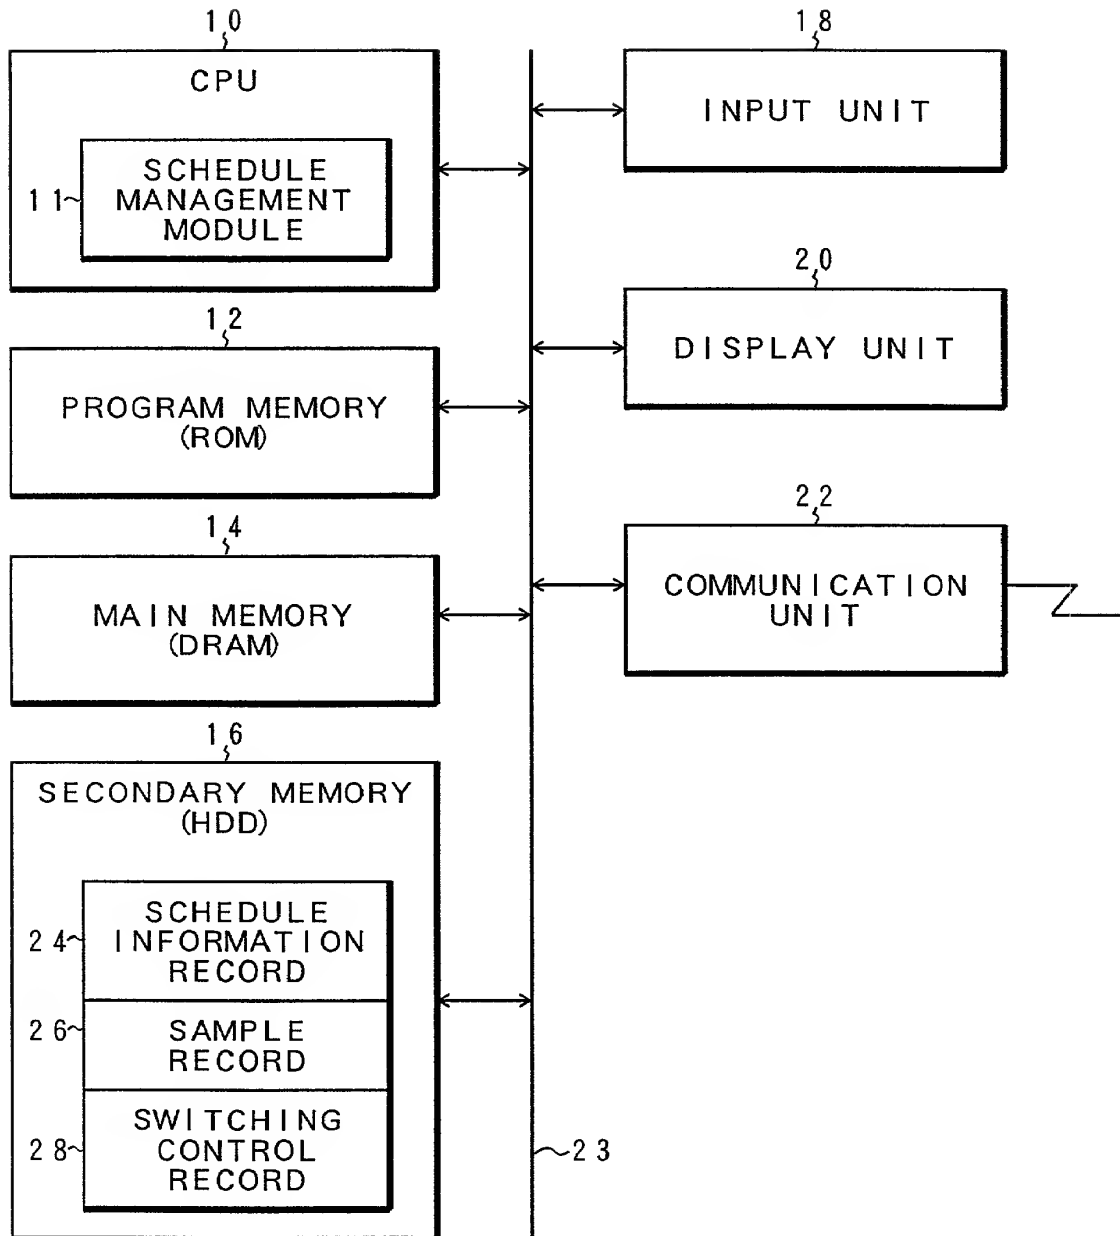 10
CPU
11
SCHEDULE
MANAGEMENT
MODULE
12
PROGRAM MEMORY
(ROM)
14
MAIN MEMORY
(DRAM)
16
SECONDARY MEMORY
(HDD)
24
SCHEDULE
INFORMATION
RECORD
26
SAMPLE
RECORD
28
SWITCHING
CONTROL
RECORD
18
INPUT UNIT
20
DISPLAY UNIT
22
COMMUNICATION
UNIT
23